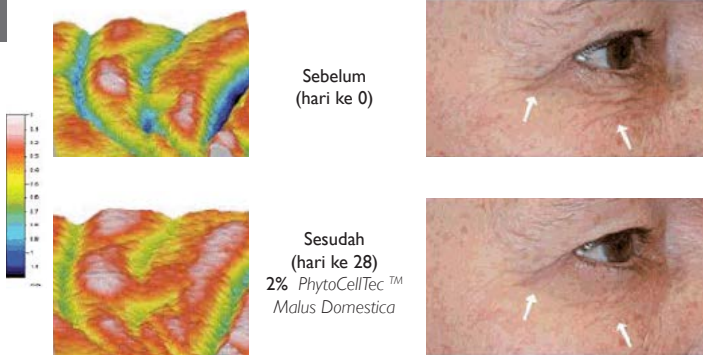 Sebelum
(hari ke 0)
Sesudah
(hari ke 28)
2% PhytoCellTec ™
Malus Domestica